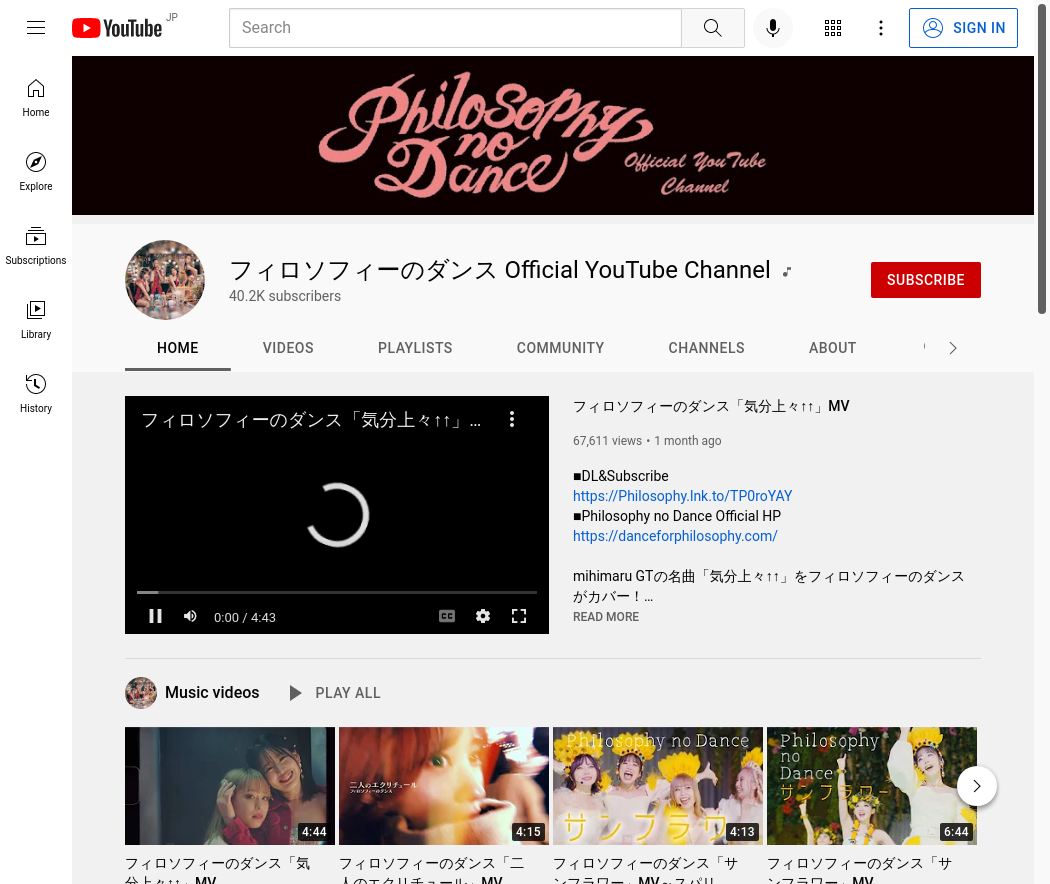 YouTube JP
Search
SIGN IN
Home
Explore
Subscriptions
Library
History
Philosophy
no
Dance
Official YouTube
Channel
フィロソフィーのダンス Official YouTube Channel
40.2K subscribers
SUBSCRIBE
HOME VIDEOS PLAYLISTS COMMUNITY CHANNELS ABOUT
フィロソフィーのダンス「気分上々↑↑」...
CC
0:00 / 4:43
フィロソフィーのダンス「気分上々↑↑」MV
67,611 views • 1 month ago
■DL&Subscribe
https://Philosophy.lnk.to/TP0roYAY
■Philosophy no Dance Official HP
https://danceforphilosophy.com/
mihimaru GTの名曲「気分上々↑↑」をフィロソフィーのダンス
がカバー！...
READ MORE
Music videos
PLAY ALL
4:44
二人のエクリチュール
フィロソフィーのダンス
4:15
Philosophy no Dance
サンフラワー
4:13
Philosophy
no
Dance
サンフラワー
6:44
フィロソフィーのダンス「気
分上々↑↑」MV
フィロソフィーのダンス「二
人のエクリチュール」MV
フィロソフィーのダンス「サ
ンフラワー」MV～スパリ
フィロソフィーのダンス「サ
ンフラワー」MV